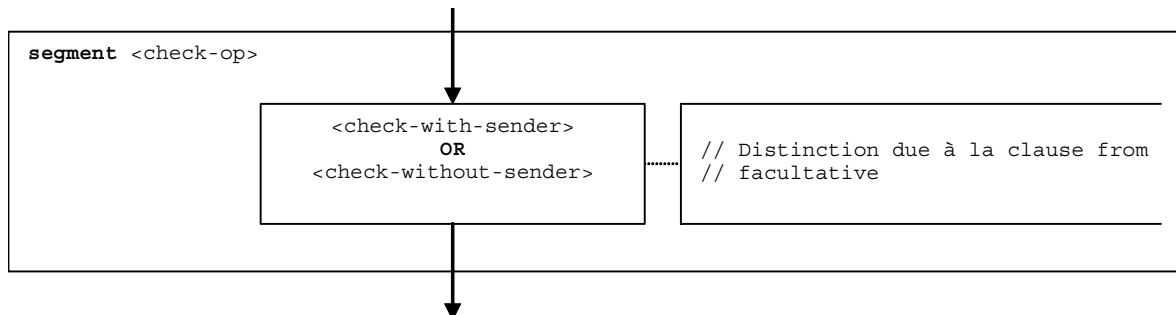 segment <check-op>
<check-with-sender>
OR
<check-without-sender>
// Distinction due à la clause from
// facultative